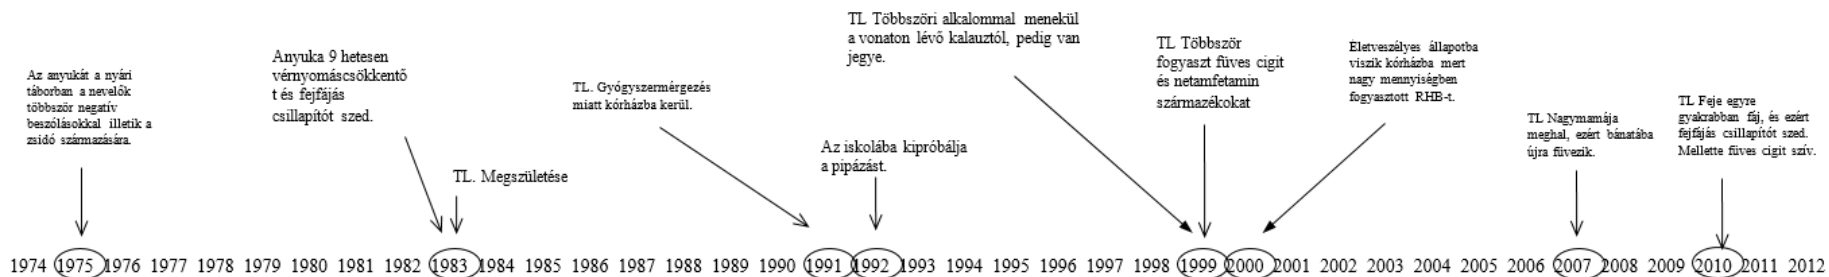 Az anyukát a nyári
táborban a nevelők
többször negatív
beszólásokkal illetik a
zsidó származására.
Anyuka 9 hetesen
vérnyomáscsökkentő
t és fejfájás
csillapítót szed.
TL. Megszületése
TL. Gyógyszermérgezés
miatt kórházba kerül.
Az iskolába kipróbálja
a pipázást.
TL Többszöri alkalommal menekül
a vonaton lévő kalauztól, pedig van
jegye.
TL Többször
fogyaszt füves cigit
és netamfetamin
származékokat
Életveszélyes állapotba
viszik kórházba mert
nagy mennyiségben
fogyasztott RHB-t.
TL Nagymamája
meghal, ezért bánatába
újra füvezik.
TL Feje egyre
gyakrabban fáj, és ezért
fejfájás csillapítót szed.
Mellette füves cigit szív.
1974 1975 1976 1977 1978 1979 1980 1981 1982 1983 1984 1985 1986 1987 1988 1989 1990 1991 1992 1993 1994 1995 1996 1997 1998 1999 2000 2001 2002 2003 2004 2005 2006 2007 2008 2009 2010 2011 2012